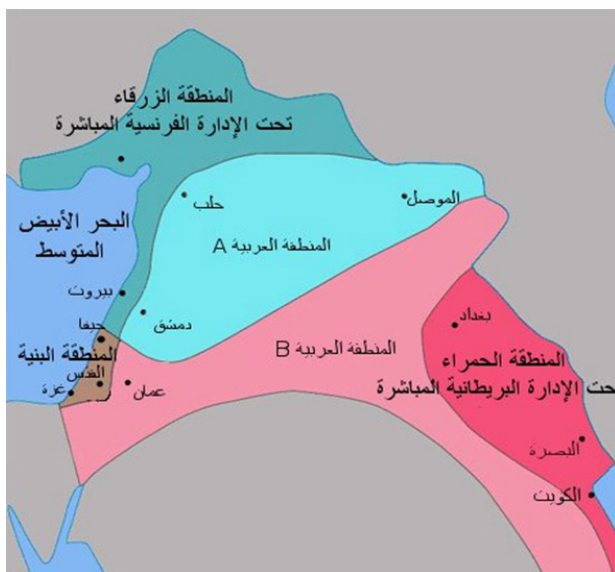 المنطقة الزرقاء
تحت الإدارة الفرنسية المباشرة
حلب
الموصل
البحر الأبيض
المتوسط
المنطقة العربية A
بيروت
دمشق
بغداد
حيفا
المنطقة البنية
المنطقة العربية B
المنطقة الحمراء
حت الإدارة البريطانية المباشرة
القدس
غزة
عمان
البصرة
الكويت